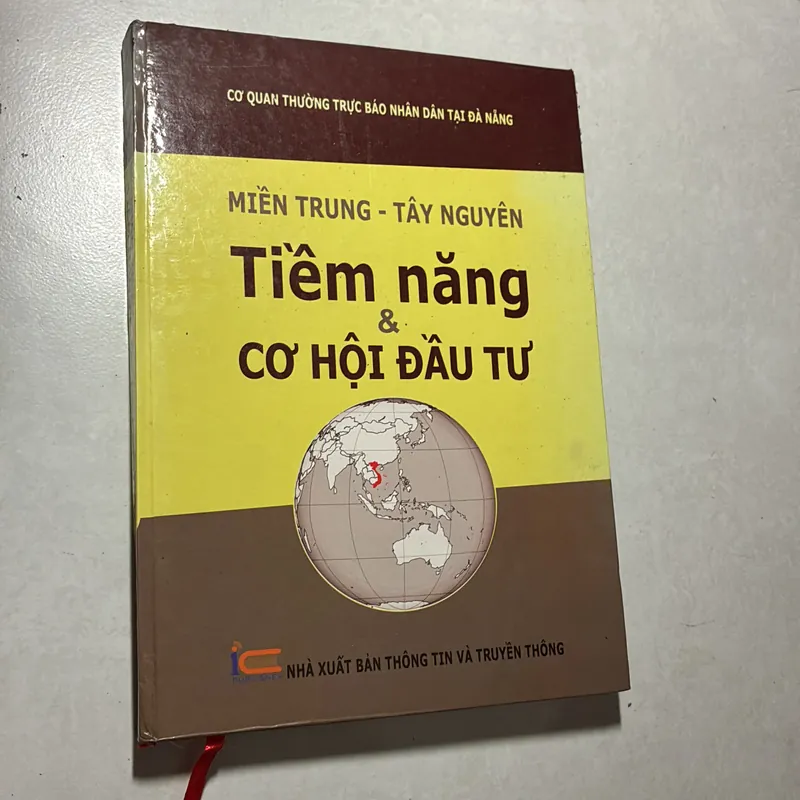 CƠ QUAN THƯỜNG TRỰC BÁO NHÂN DÂN TẠI ĐÀ NẴNG
MIỀN TRUNG - TÂY NGUYÊN
Tiềm năng
&
CƠ HỘI ĐẦU TƯ
ic NHÀ XUẤT BẢN THÔNG TIN VÀ TRUYỀN THÔNG